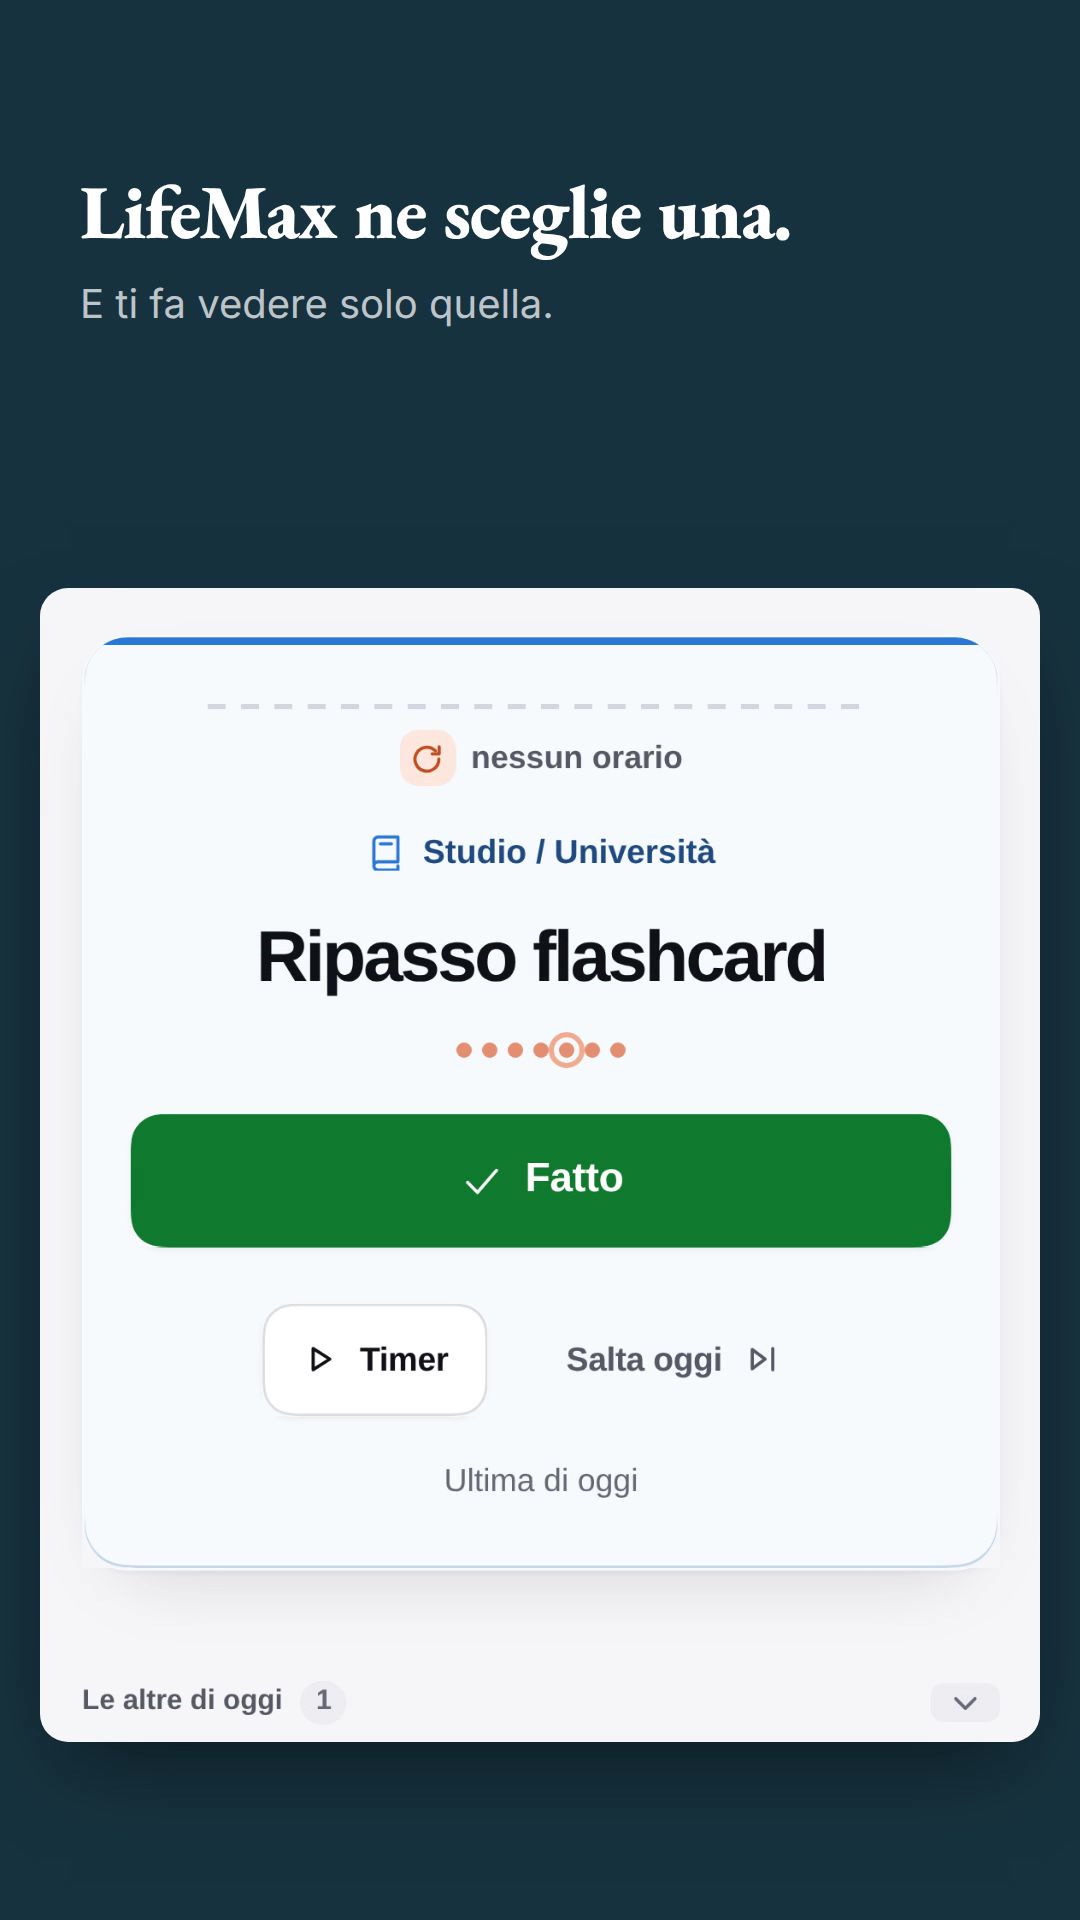 LifeMax ne sceglie una.
E ti fa vedere solo quella.
nessun orario
Studio / Università
Ripasso flashcard
Fatto
Timer
Salta oggi
Ultima di oggi
Le altre di oggi 1